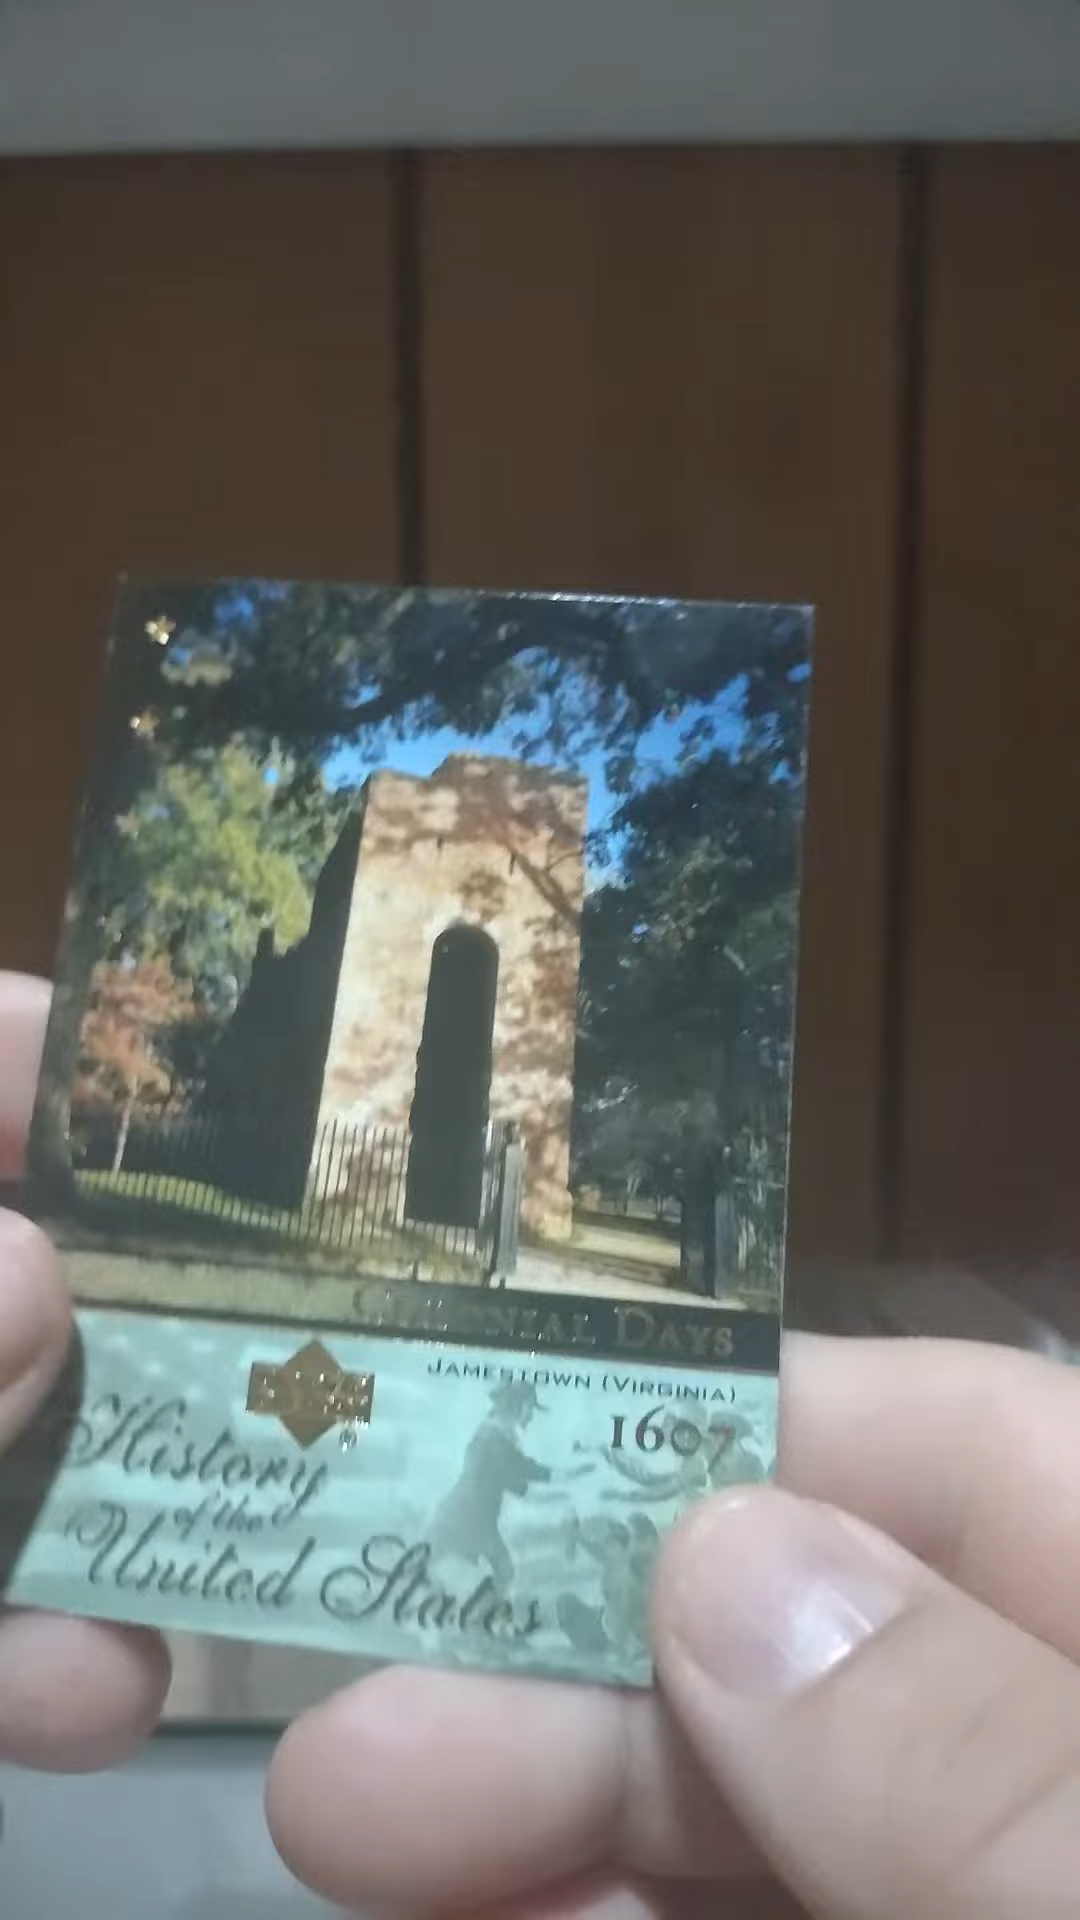 Colonial Days
Jamestown (Virginia)
1607
®
History
of the
United States